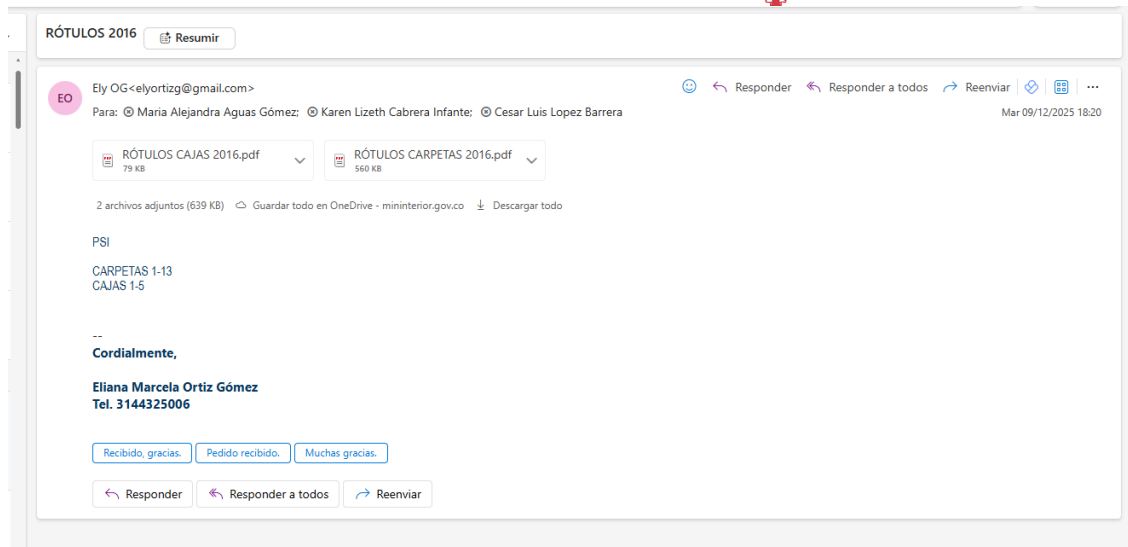 RÓTULOS 2016
Resumir
EO
Ely OG<elyortizg@gmail.com>
Responder
Responder a todos
Reenviar
Para: Maria Alejandra Aguas Gómez; Karen Lizeth Cabrera Infante; Cesar Luis Lopez Barrera
Mar 09/12/2025 18:20
RÓTULOS CAJAS 2016.pdf
79 KB
RÓTULOS CARPETAS 2016.pdf
560 KB
2 archivos adjuntos (639 KB) Guardar todo en OneDrive - mininterior.gov.co Descargar todo
PSI
CARPETAS 1-13
CAJAS 1-5
--
Cordialmente,
Eliana Marcela Ortiz Gómez
Tel. 3144325006
Recibido, gracias.
Pedido recibido.
Muchas gracias.
Responder
Responder a todos
Reenviar